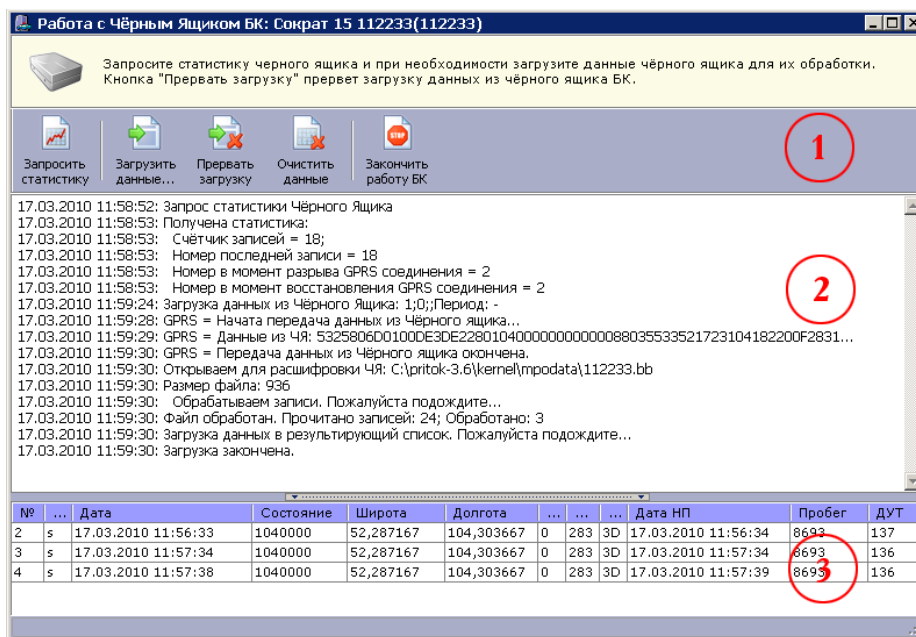 Работа с Чёрным Ящиком БК: Сократ 15 112233(112233)
Запросите статистику черного ящика и при необходимости загрузите данные чёрного ящика для их обработки.
Кнопка "Прервать загрузку" прервет загрузку данных из чёрного ящика БК.
Запросить статистику
Загрузить данные...
Прервать загрузку
Очистить данные
STOP
Закончить работу БК
1
17.03.2010 11:58:52: Запрос статистики Чёрного Ящика
17.03.2010 11:58:53: Получена статистика:
17.03.2010 11:58:53: Счётчик записей = 18;
17.03.2010 11:58:53: Номер последней записи = 18
17.03.2010 11:58:53: Номер в момент разрыва GPRS соединения = 2
17.03.2010 11:58:53: Номер в момент восстановления GPRS соединения = 2
17.03.2010 11:59:24: Загрузка данных из Чёрного Ящика: 1;0;;Период: -
17.03.2010 11:59:28: GPRS = Начата передача данных из Чёрного ящика...
17.03.2010 11:59:29: GPRS = Данные из ЧЯ: 
17.03.2010 11:59:30: GPRS = Передача данных из Чёрного ящика окончена.
17.03.2010 11:59:30: Открываем для расшифровки ЧЯ: C:\pritok-3.6\kernel\mpodata\112233.bb
17.03.2010 11:59:30: Размер файла: 936
17.03.2010 11:59:30: Обрабатываем записи. Пожалуйста подождите...
17.03.2010 11:59:30: Файл обработан. Прочитано записей: 24; Обработано: 3
17.03.2010 11:59:30: Загрузка данных в результирующий список. Пожалуйста подождите...
17.03.2010 11:59:30: Загрузка закончена.
2
№ ... Дата Состояние Широта Долгота ... ... ... Дата НП Пробег ДУТ
2 s 17.03.2010 11:56:33 1040000 52,287167 104,303667 0 283 3D 17.03.2010 11:56:34 8693 137
3 s 17.03.2010 11:57:34 1040000 52,287167 104,303667 0 283 3D 17.03.2010 11:57:34 8693 136
4 s 17.03.2010 11:57:38 1040000 52,287167 104,303667 0 283 3D 17.03.2010 11:57:39 8693 136
3